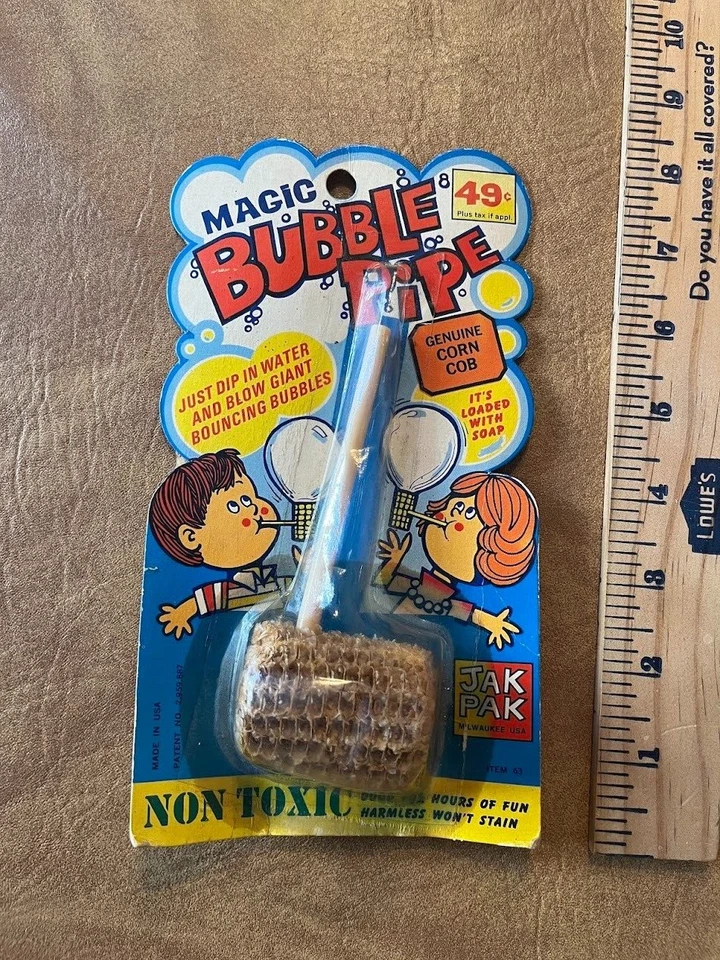 MAGIC
BUBBLE
PIPE
49¢
Plus tax if appl.
GENUINE
CORN
COB
JUST DIP IN WATER
AND BLOW GIANT
BOUNCING BUBBLES
IT'S
LOADED
WITH
SOAP
MADE IN USA
PATENT NO.
JAK
PAK
MILWAUKEE USA
ITEM 63
NON TOXIC
HOURS OF FUN
HARMLESS WON'T STAIN
10
9
8
7
6
5
4
3
2
1
Do you have it all covered?
LOWE'S